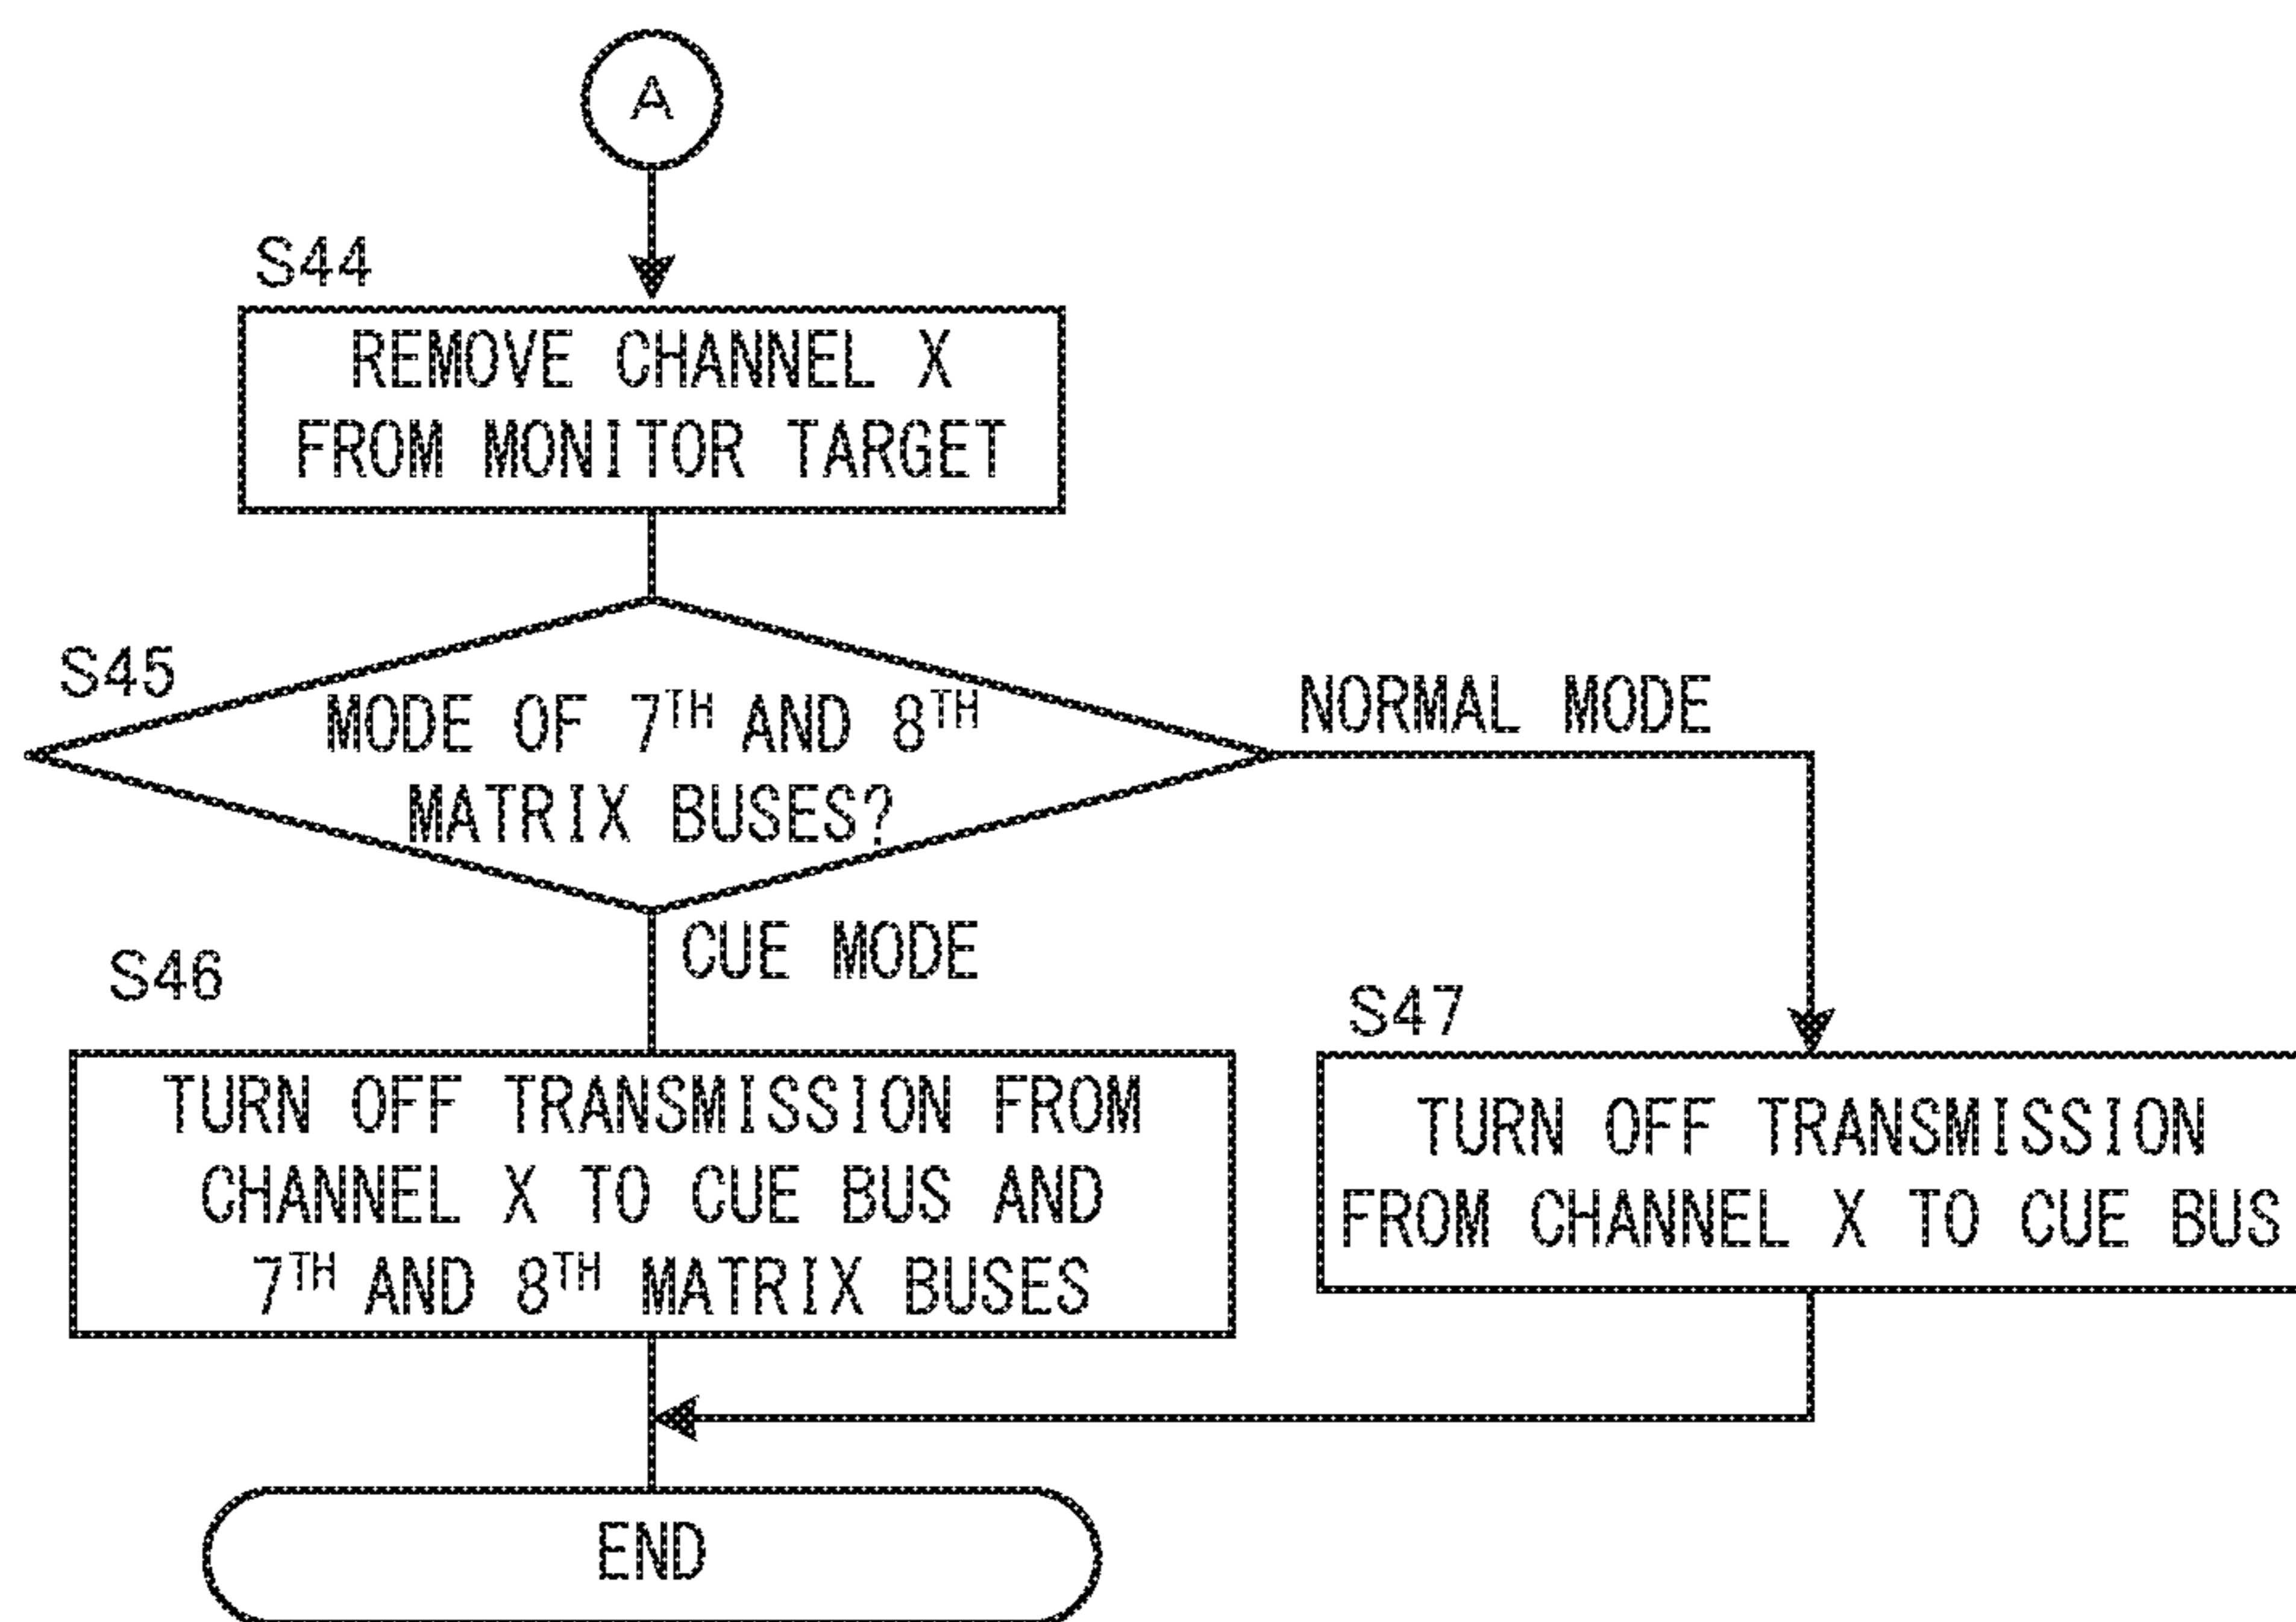 A
S44
REMOVE CHANNEL X
FROM MONITOR TARGET
S45
MODE OF 7TH AND 8TH
MATRIX BUSES?
NORMAL MODE
CUE MODE
S46
TURN OFF TRANSMISSION FROM
CHANNEL X TO CUE BUS AND
7TH AND 8TH MATRIX BUSES
S47
TURN OFF TRANSMISSION
FROM CHANNEL X TO CUE BUS
END